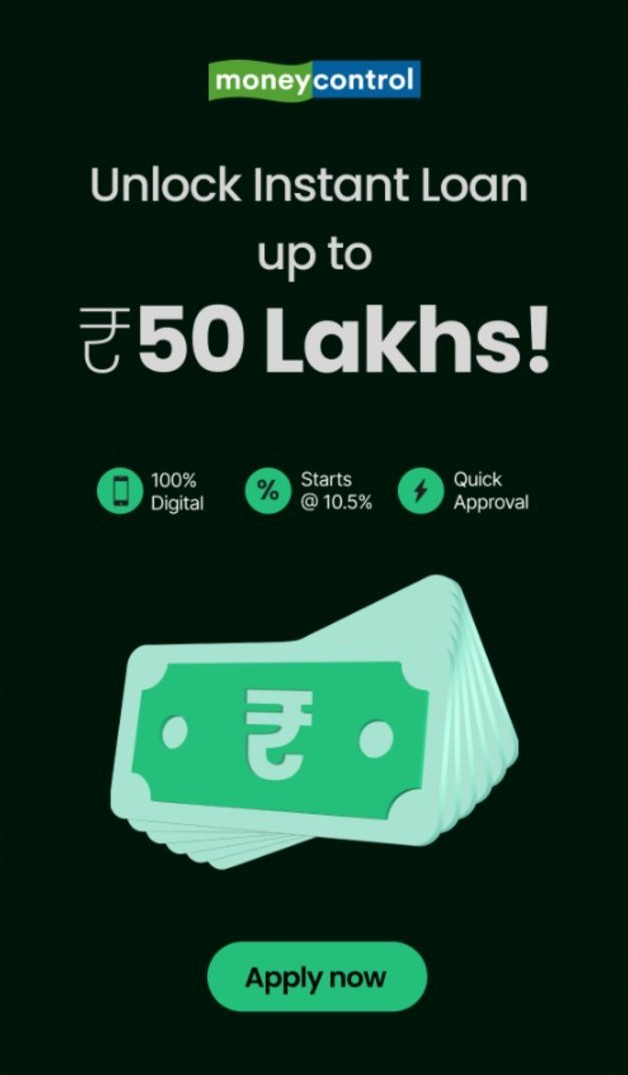 moneycontrol
Unlock Instant Loan
up to
₹50 Lakhs!
100%
Digital
%
Starts
@ 10.5%
Quick
Approval
₹
Apply now